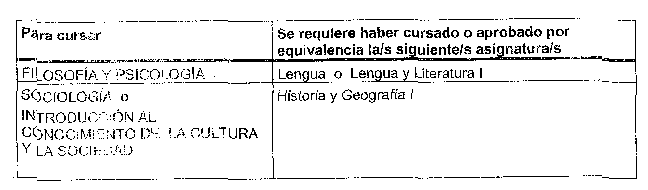 Para cursar
Se requiere haber cursado o aprobado por
equivalencia la/s siguiente/s asignatura/s
FILOSOFÍA Y PSICOLOGÍA
Lengua o Lengua y Literatura I
SOCIOLOGÍA o
INTRODUCCIÓN AL
CONOCIMIENTO DE LA CULTURA
Y LA SOCIEDAD
Historia y Geografía I